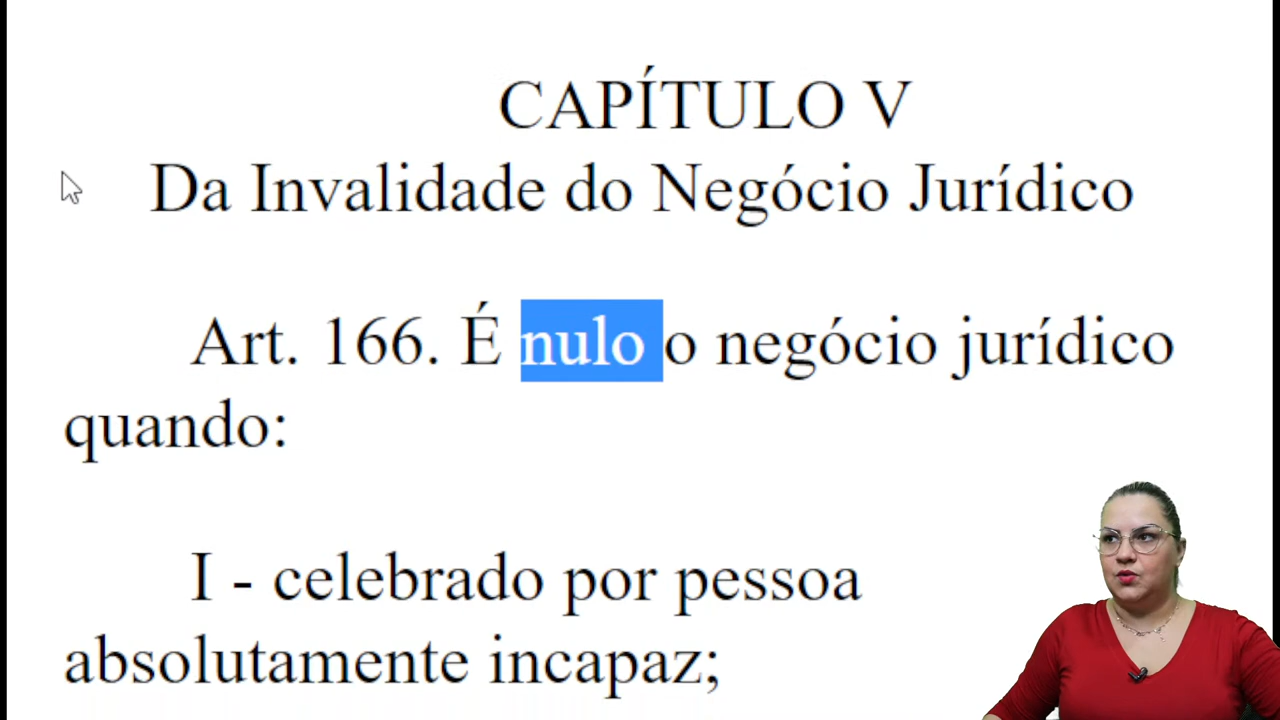 CAPÍTULO V
Da Invalidade do Negócio Jurídico
Art. 166. É nulo o negócio jurídico
quando:
I - celebrado por pessoa
absolutamente incapaz;